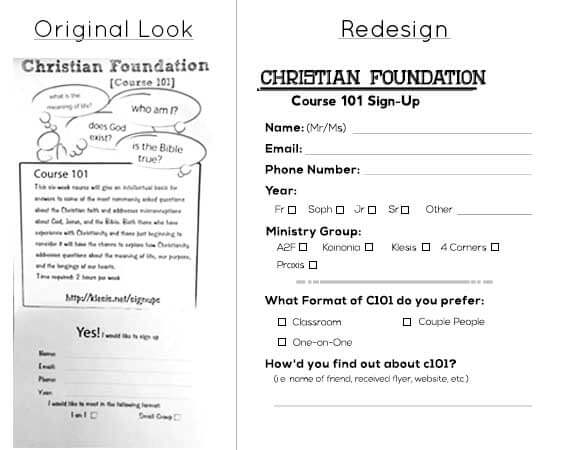 Original Look
Christian Foundation
[Course 101]
what is the
meaning of life?
who am I?
does God
exist?
is the Bible
true?
Course 101
This six-week course will give an intellectual basis for
answers to some of the most commonly asked questions
about the Christian faith and addresses misconceptions
about God, Jesus, and the Bible. Both those who have
experience with Christianity and those just beginning to
consider it will have the chance to explore how Christianity
addresses questions about the meaning of life, our purpose,
and the longings of our hearts.
Time required: 2 hours per week
http://klesis.net/signups
Yes! I would like to sign up
Name:
Email:
Phone:
Year:
I would like to meet in the following format:
1 on 1
Small Group
Redesign
CHRISTIAN FOUNDATION
Course 101 Sign-Up
Name: (Mr/Ms)
Email:
Phone Number:
Year:
Fr Soph Jr Sr Other
Ministry Group:
A2F Koinonia Klesis 4 Corners
Praxis
What Format of C101 do you prefer:
Classroom Couple People
One-on-One
How'd you find out about c101?
(i.e. name of friend, received flyer, website, etc.)